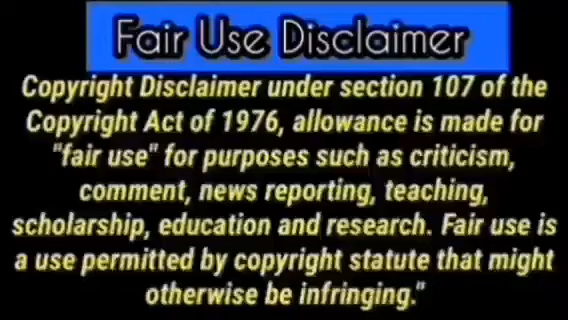 Fair Use Disclaimer
Copyright Disclaimer under section 107 of the
Copyright Act of 1976, allowance is made for
"fair use" for purposes such as criticism,
comment, news reporting, teaching,
scholarship, education and research. Fair use is
a use permitted by copyright statute that might
otherwise be infringing."